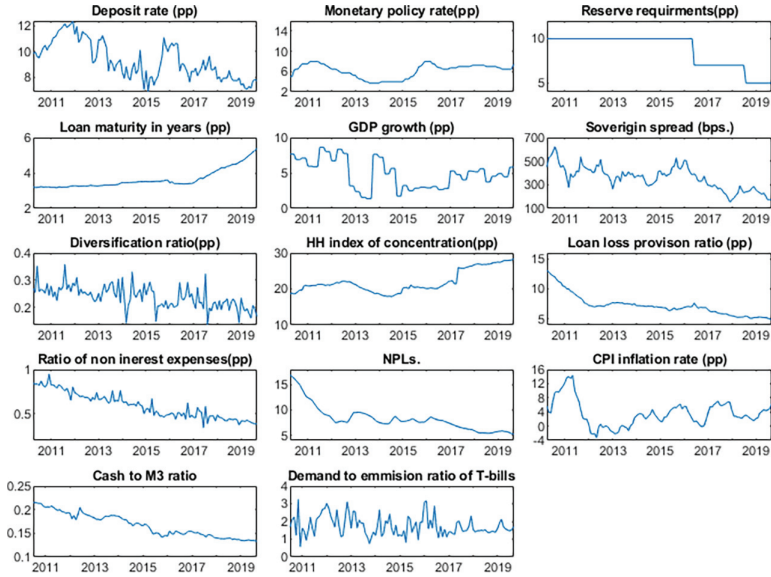 Deposit rate (pp)
Monetary policy rate(pp)
Reserve requirments(pp)
12
10
8
2011 2013 2015 2017 2019
14
10
6
2
2011 2013 2015 2017 2019
10
5
2011 2013 2015 2017 2019
Loan maturity in years (pp)
GDP growth (pp)
Soverigin spread (bps.)
6
4
2
2011 2013 2015 2017 2019
10
5
0
2011 2013 2015 2017 2019
700
500
300
100
2011 2013 2015 2017 2019
Diversification ratio(pp)
HH index of concentration(pp)
Loan loss provison ratio (pp)
0.4
0.3
0.2
2011 2013 2015 2017 2019
30
20
10
2011 2013 2015 2017 2019
15
10
5
2011 2013 2015 2017 2019
Ratio of non inerest expenses(pp)
NPLs.
CPI inflation rate (pp)
1
0.5
2011 2013 2015 2017 2019
15
10
5
2011 2013 2015 2017 2019
16
12
8
4
0
-4
2011 2013 2015 2017 2019
Cash to M3 ratio
Demand to emmision ratio of T-bills
0.25
0.2
0.15
0.1
2011 2013 2015 2017 2019
4
3
2
1
0
2011 2013 2015 2017 2019